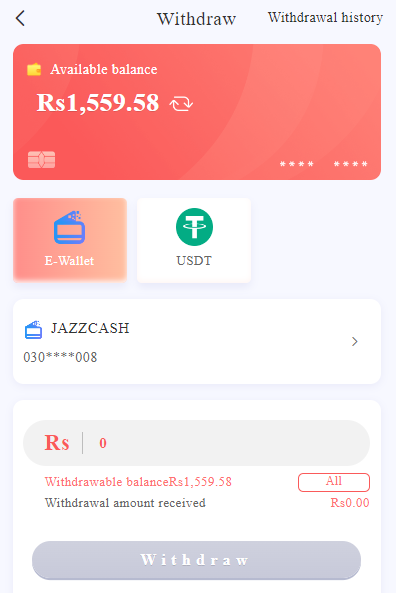 Withdraw
Withdrawal history
Available balance
Rs1,559.58
**** ****
E-Wallet
USDT
JAZZCASH
030****008
Rs 0
Withdrawable balanceRs1,559.58
All
Withdrawal amount received
Rs0.00
Withdraw